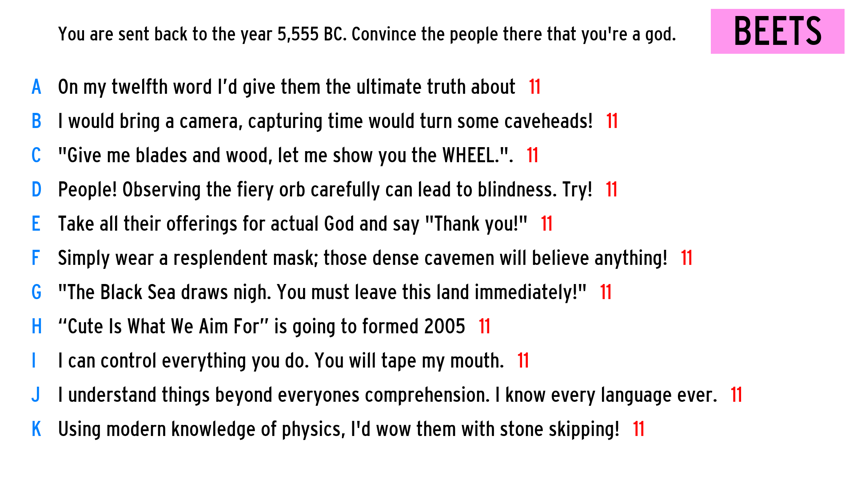 You are sent back to the year 5,555 BC. Convince the people there that you're a god.
BEETS
A On my twelfth word I’d give them the ultimate truth about 11
B I would bring a camera, capturing time would turn some caveheads! 11
C "Give me blades and wood, let me show you the WHEEL.". 11
D People! Observing the fiery orb carefully can lead to blindness. Try! 11
E Take all their offerings for actual God and say "Thank you!" 11
F Simply wear a resplendent mask; those dense cavemen will believe anything! 11
G "The Black Sea draws nigh. You must leave this land immediately!" 11
H “Cute Is What We Aim For” is going to formed 2005 11
I I can control everything you do. You will tape my mouth. 11
J I understand things beyond everyones comprehension. I know every language ever. 11
K Using modern knowledge of physics, I'd wow them with stone skipping! 11